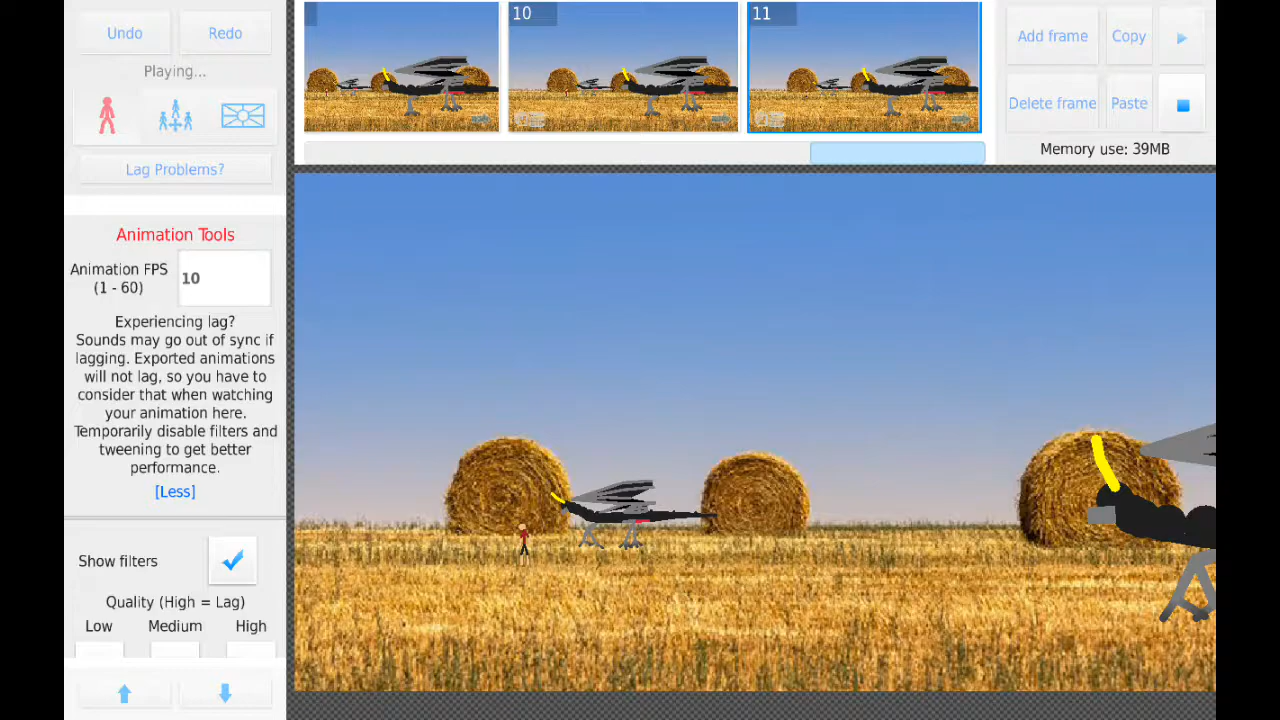 Undo
Redo
Playing...
Lag Problems?
Animation Tools
Animation FPS
(1 - 60)
10
Experiencing lag?
Sounds may go out of sync if
lagging. Exported animations
will not lag, so you have to
consider that when watching
your animation here.
Temporarily disable filters and
tweening to get better
performance.
[Less]
Show filters
Quality (High = Lag)
Low
Medium
High
10
11
Add frame
Copy
Delete frame
Paste
Memory use: 39MB